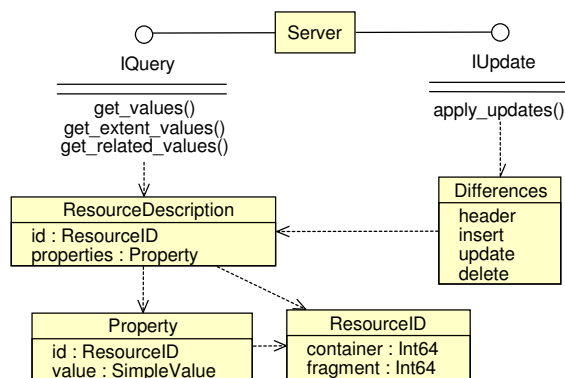 Server
IQuery
IUpdate
get_values()
get_extent_values()
get_related_values()
apply_updates()
ResourceDescription
id : ResourceID
properties : Property
Differences
header
insert
update
delete
Property
id : ResourceID
value : SimpleValue
ResourceID
container : Int64
fragment : Int64